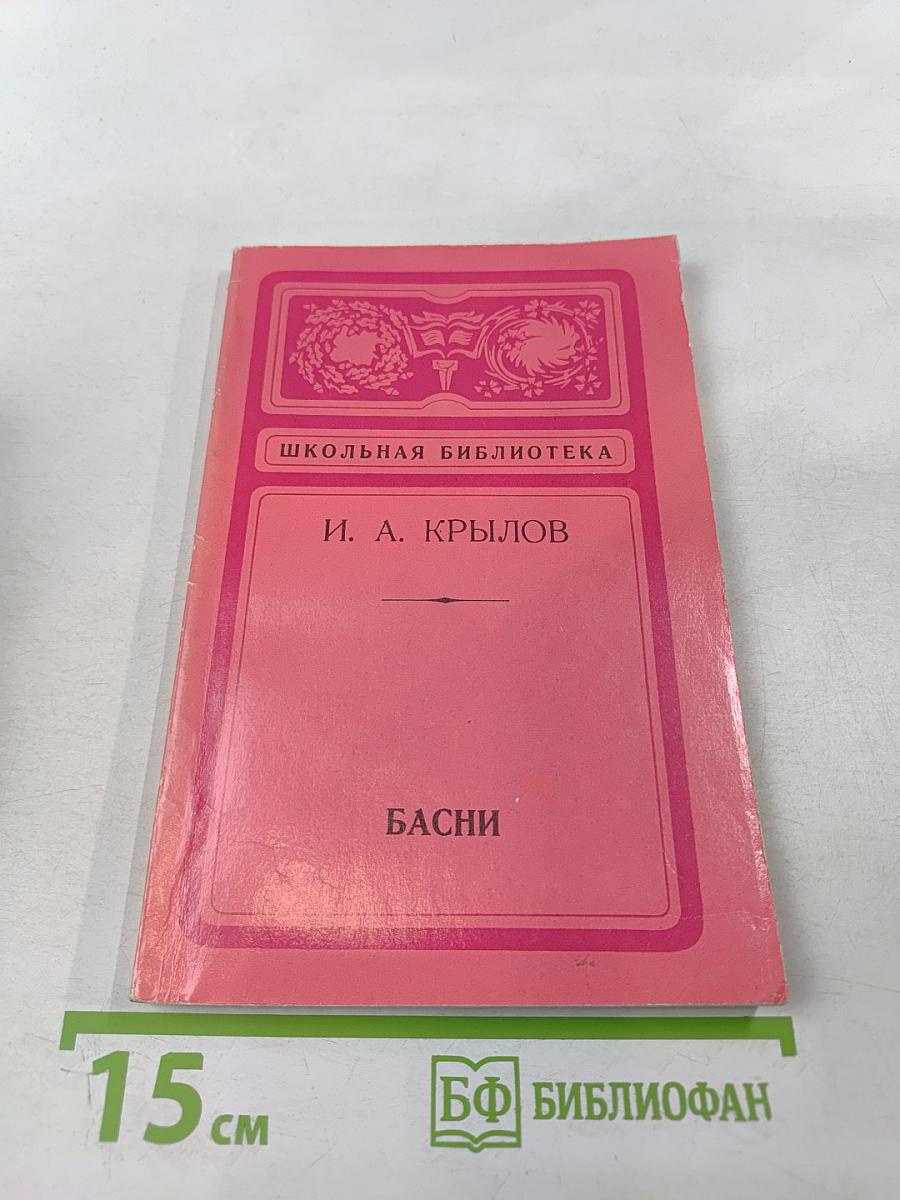 ШКОЛЬНАЯ БИБЛИОТЕКА
И. А. КРЫЛОВ
БАСНИ
15 см
БФ БИБЛИОФАН